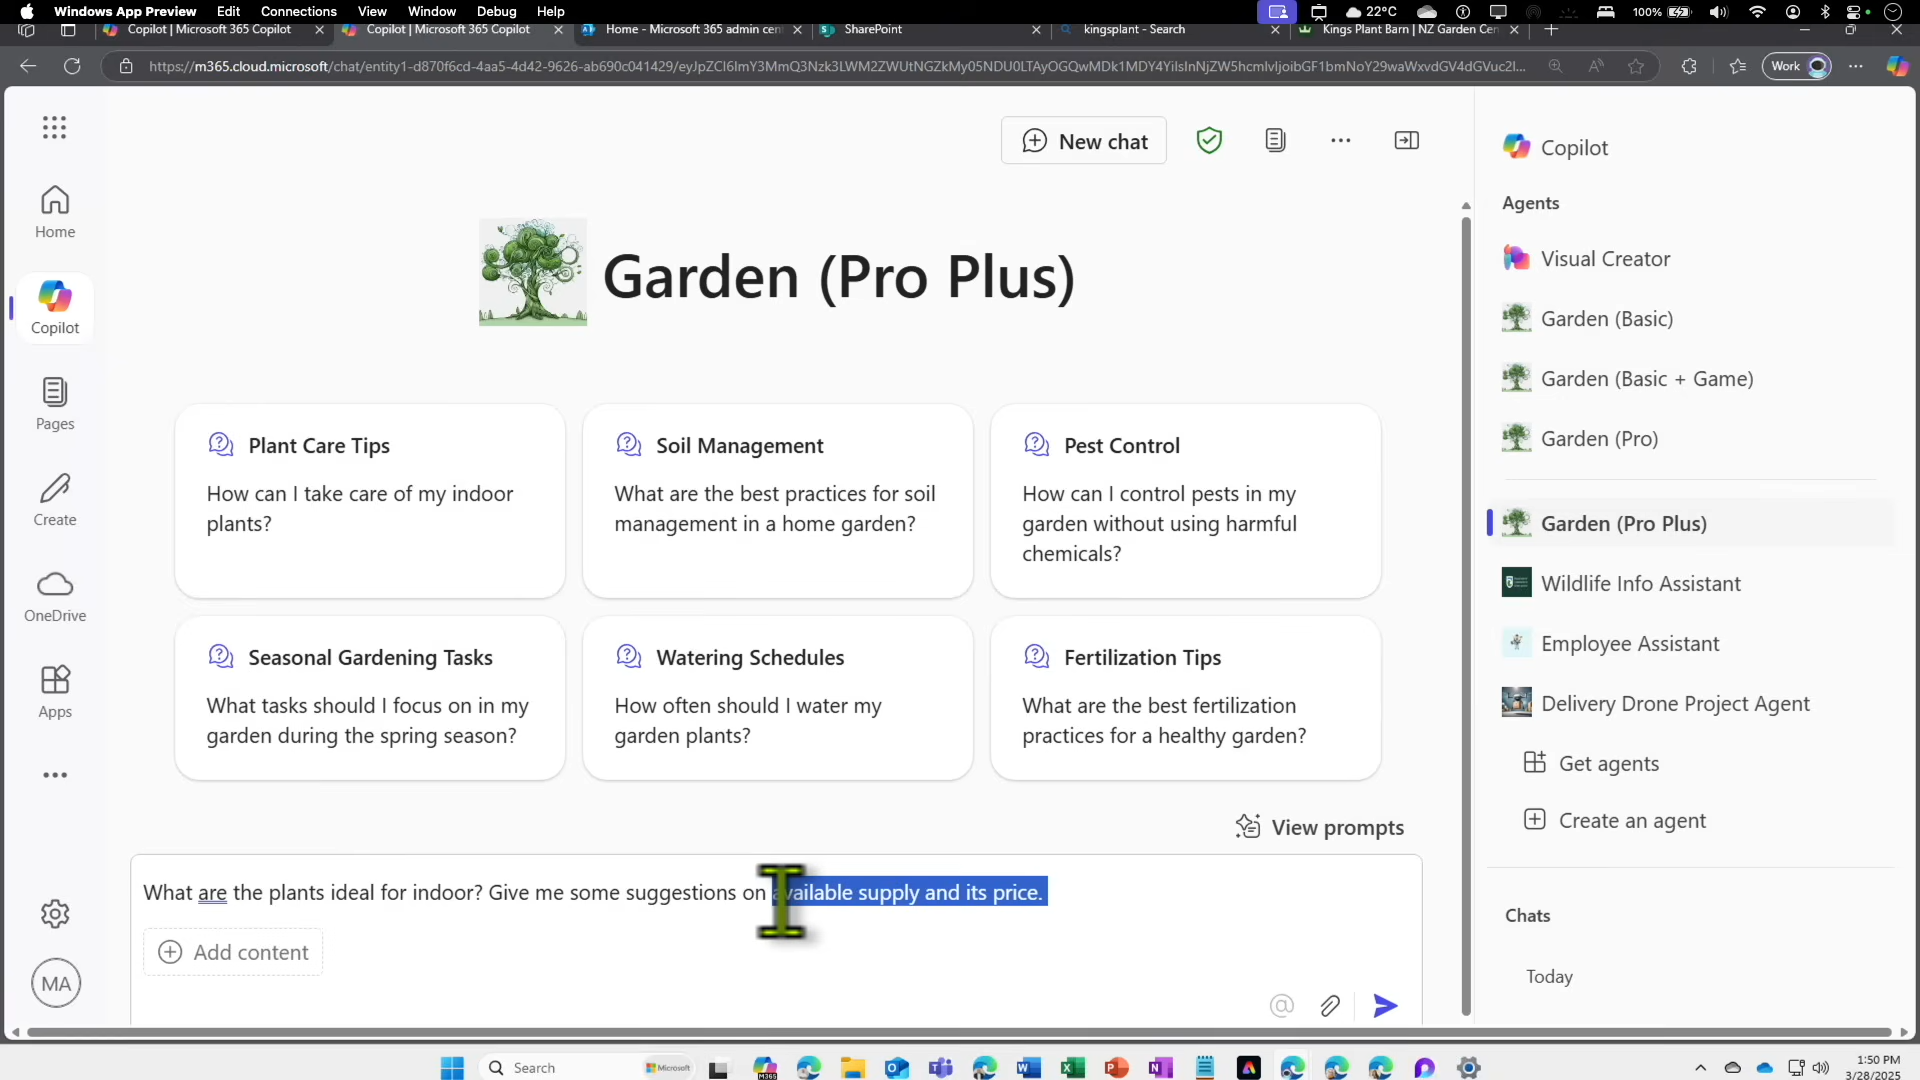 Windows App Preview Edit Connections View Window Debug Help
22°C 100%
Copilot | Microsoft 365 Copilot
Copilot | Microsoft 365 Copilot
Home - Microsoft 365 admin cen
SharePoint
kingsplant - Search
Kings Plant Barn | NZ Garden Cen
Work
New chat
Garden (Pro Plus)
Home
Copilot
Pages
Create
OneDrive
Apps
MA
Plant Care Tips
How can I take care of my indoor
plants?
Soil Management
What are the best practices for soil
management in a home garden?
Pest Control
How can I control pests in my
garden without using harmful
chemicals?
Seasonal Gardening Tasks
What tasks should I focus on in my
garden during the spring season?
Watering Schedules
How often should I water my
garden plants?
Fertilization Tips
What are the best fertilization
practices for a healthy garden?
View prompts
What are the plants ideal for indoor? Give me some suggestions on available supply and its price.
Add content
Copilot
Agents
Visual Creator
Garden (Basic)
Garden (Basic + Game)
Garden (Pro)
Garden (Pro Plus)
Wildlife Info Assistant
Employee Assistant
Delivery Drone Project Agent
Get agents
Create an agent
Chats
Today
Search
Microsoft
M365
1:50 PM
3/28/2025